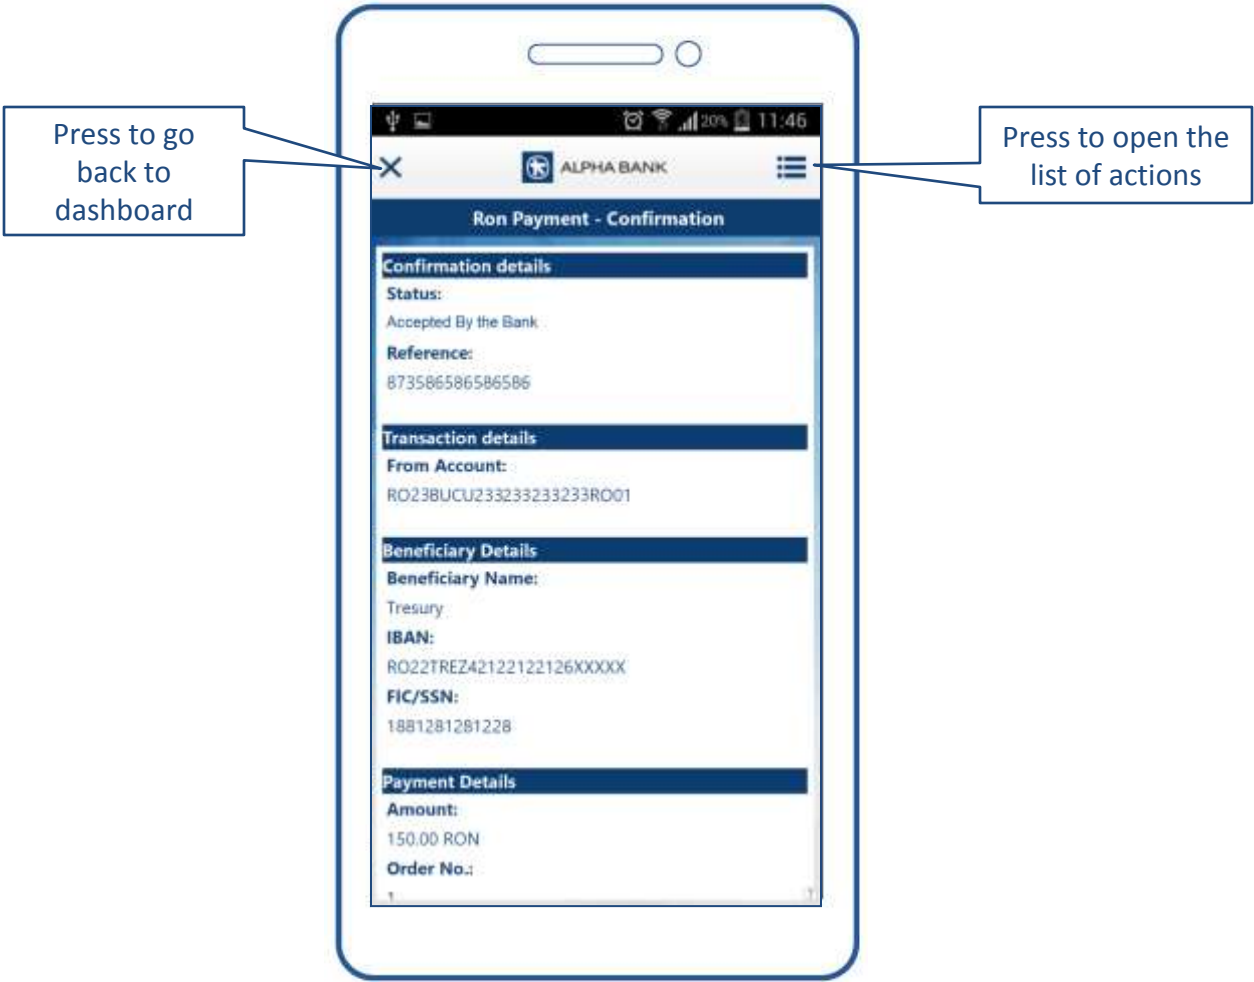 Press to go
back to
dashboard
Press to open the
list of actions
20% 11:46
ALPHA BANK
Ron Payment - Confirmation
Confirmation details
Status:
Accepted By the Bank
Reference:
873586586586586
Transaction details
From Account:
RO23BUCU233233233233RO01
Beneficiary Details
Beneficiary Name:
Tresury
IBAN:
RO22TREZ42122122126XXXXX
FIC/SSN:
1881281281228
Payment Details
Amount:
150.00 RON
Order No.:
1